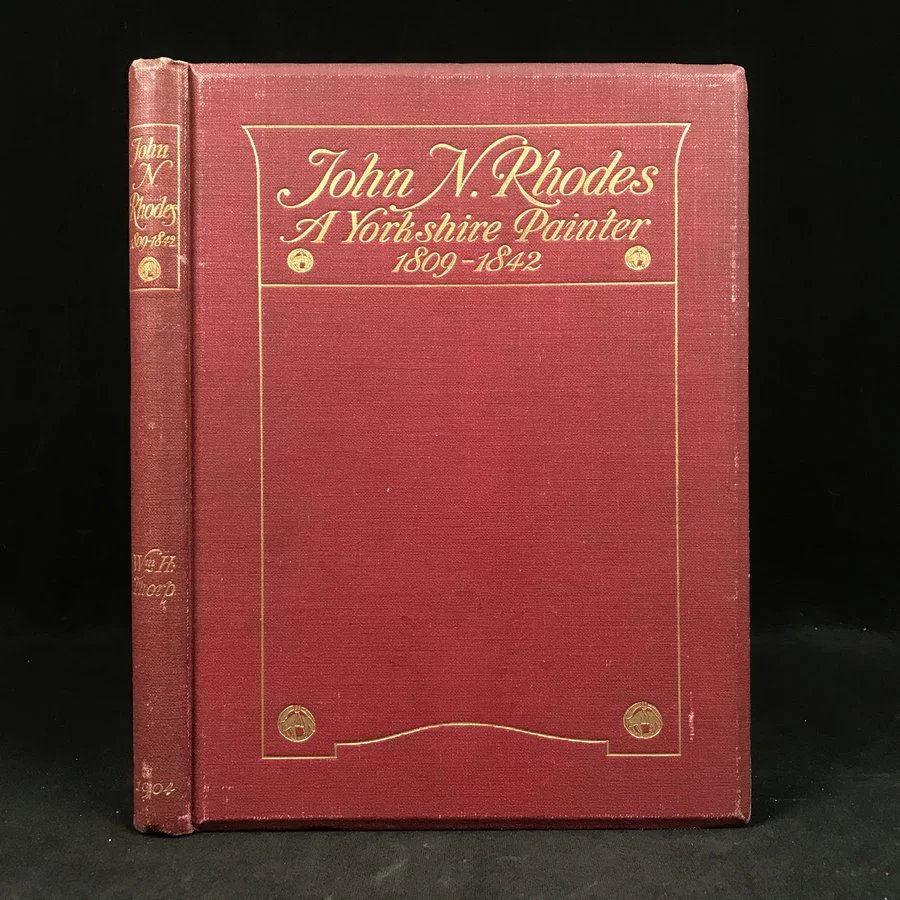 John N. Rhodes
A Yorkshire Painter
1809-1842
John
N
Rhodes
1809-1842
Wm H.
Thorp
1904